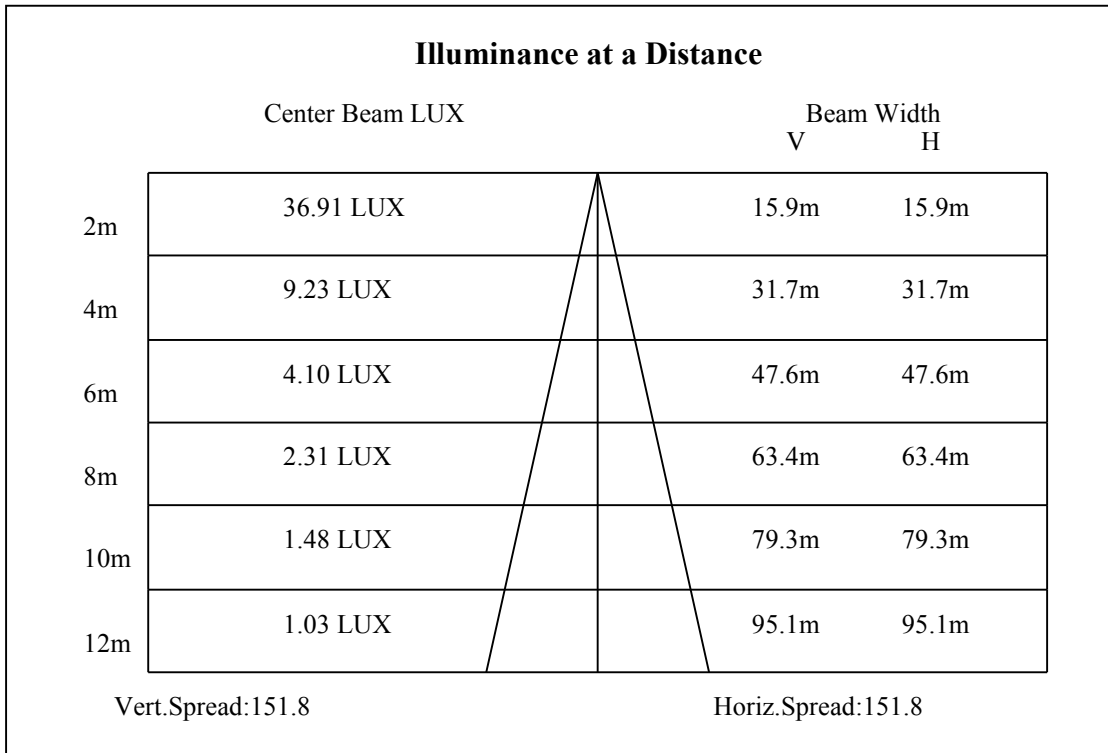 Illuminance at a Distance
Center Beam LUX Beam Width
V H
2m 36.91 LUX 15.9m 15.9m
4m 9.23 LUX 31.7m 31.7m
6m 4.10 LUX 47.6m 47.6m
8m 2.31 LUX 63.4m 63.4m
10m 1.48 LUX 79.3m 79.3m
12m 1.03 LUX 95.1m 95.1m
Vert.Spread:151.8 Horiz.Spread:151.8